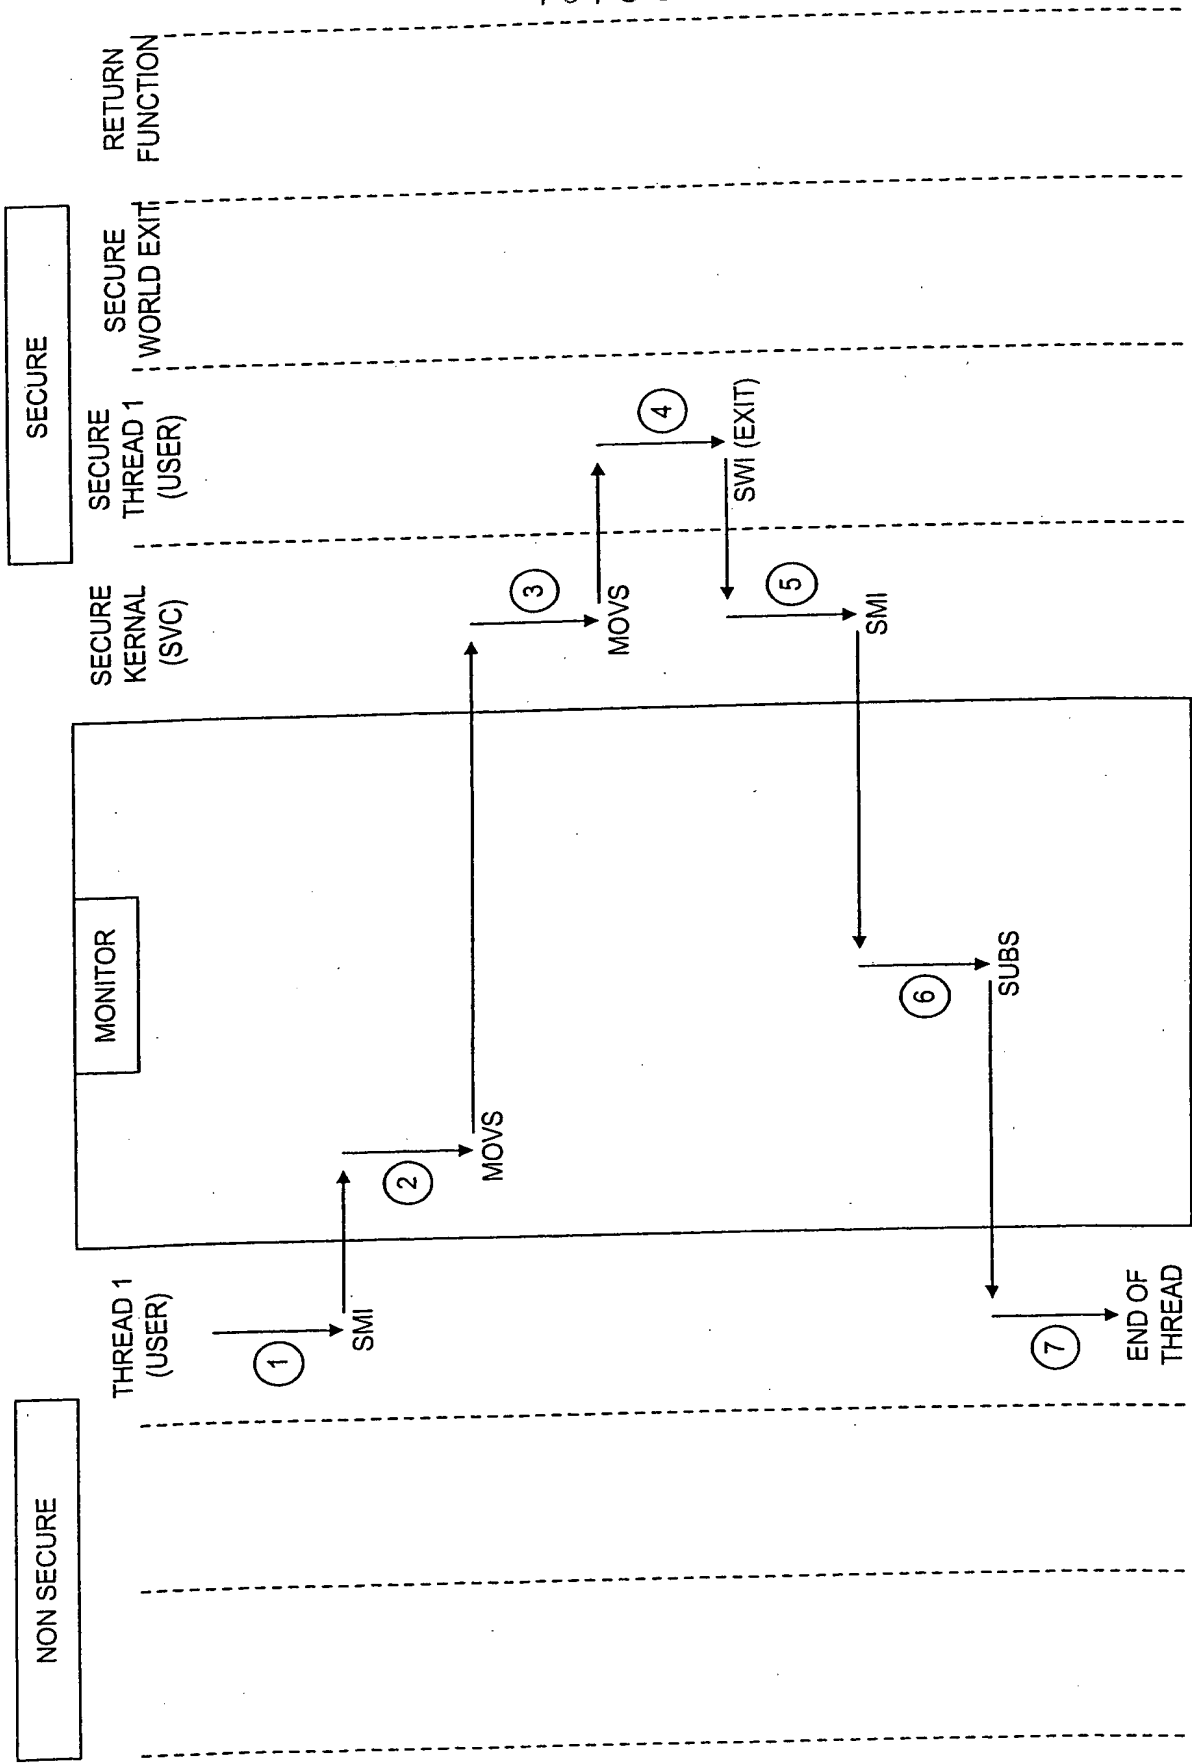 NON SECURE
SECURE
THREAD 1
(USER)
MONITOR
SECURE
KERNAL
(SVC)
SECURE
THREAD 1
(USER)
SECURE
WORLD EXIT
RETURN
FUNCTION
1
SMI
2
MOVS
3
MOVS
4
SWI (EXIT)
5
SMI
6
SUBS
7
END OF
THREAD